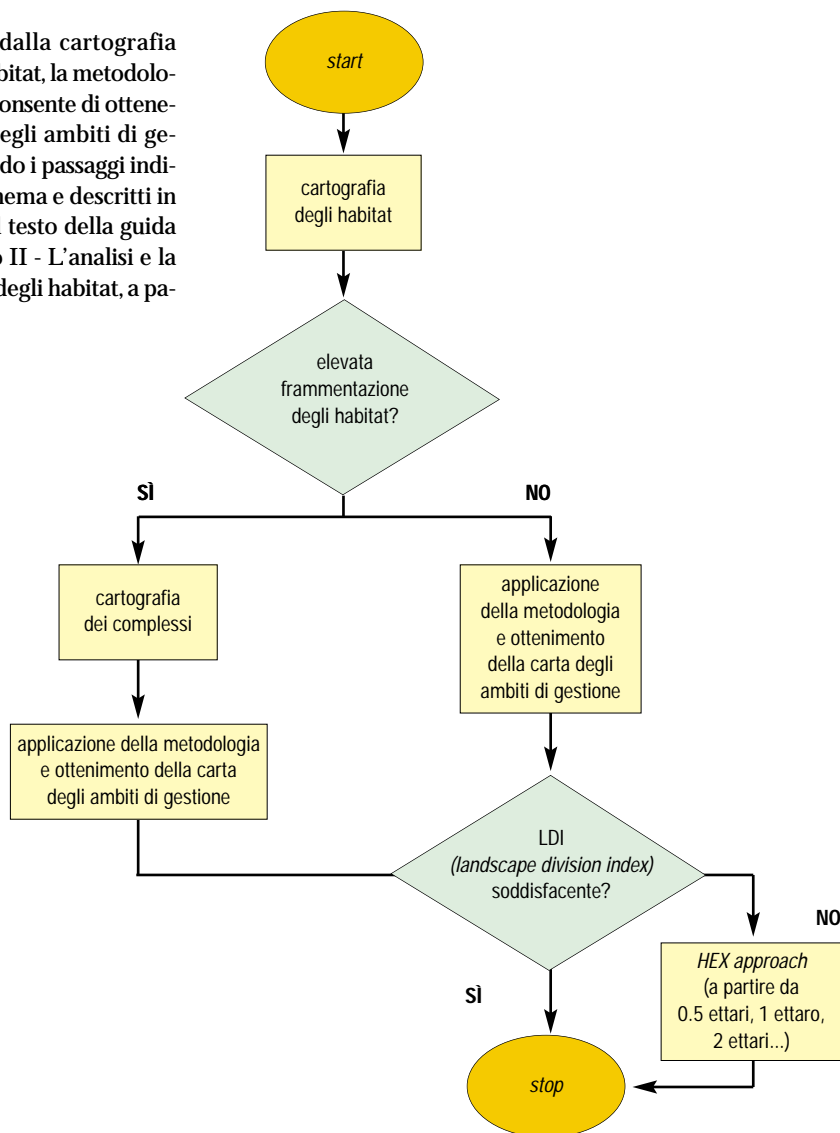 dalla cartografia
bitat, la metodolo-
onsente di ottene-
egli ambiti di ge-
do i passaggi indi-
ema e descritti in
l testo della guida
o II - L'analisi e la
degli habitat, a pa-
start
cartografia
degli habitat
elevata
frammentazione
degli habitat?
SÌ
NO
cartografia
dei complessi
applicazione
della metodologia
e ottenimento
della carta degli
ambiti di gestione
applicazione della metodologia
e ottenimento della carta
degli ambiti di gestione
LDI
(landscape division index)
soddisfacente?
NO
HEX approach
(a partire da
0.5 ettari, 1 ettaro,
2 ettari...)
SÌ
stop